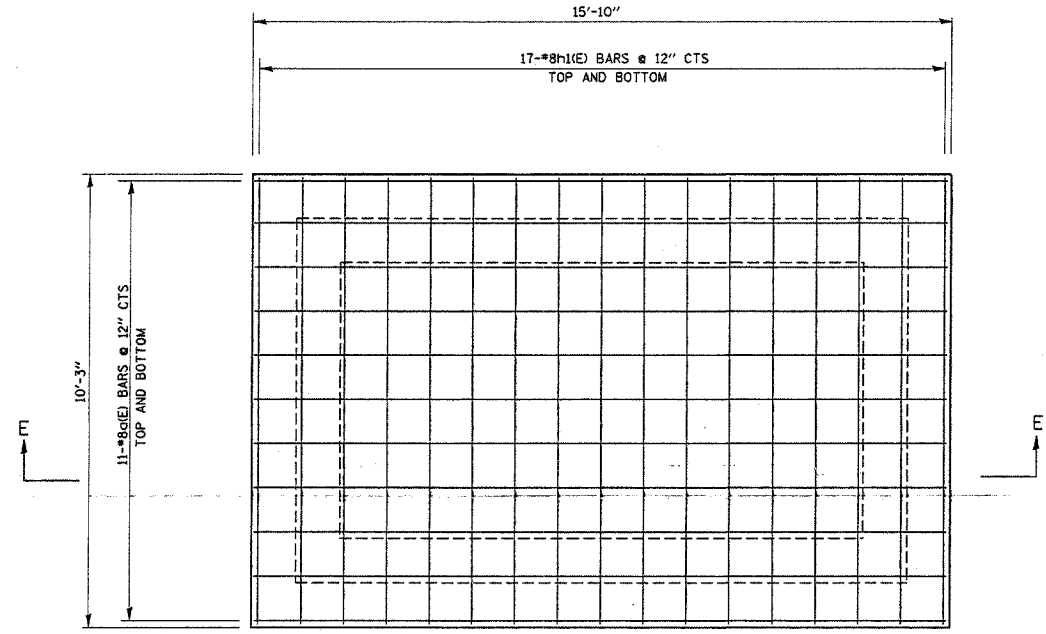 15'-10"
17-#8h1(E) BARS @ 12" CTS
TOP AND BOTTOM
10'-3"
11-#8a(E) BARS @ 12" CTS
TOP AND BOTTOM
E
E